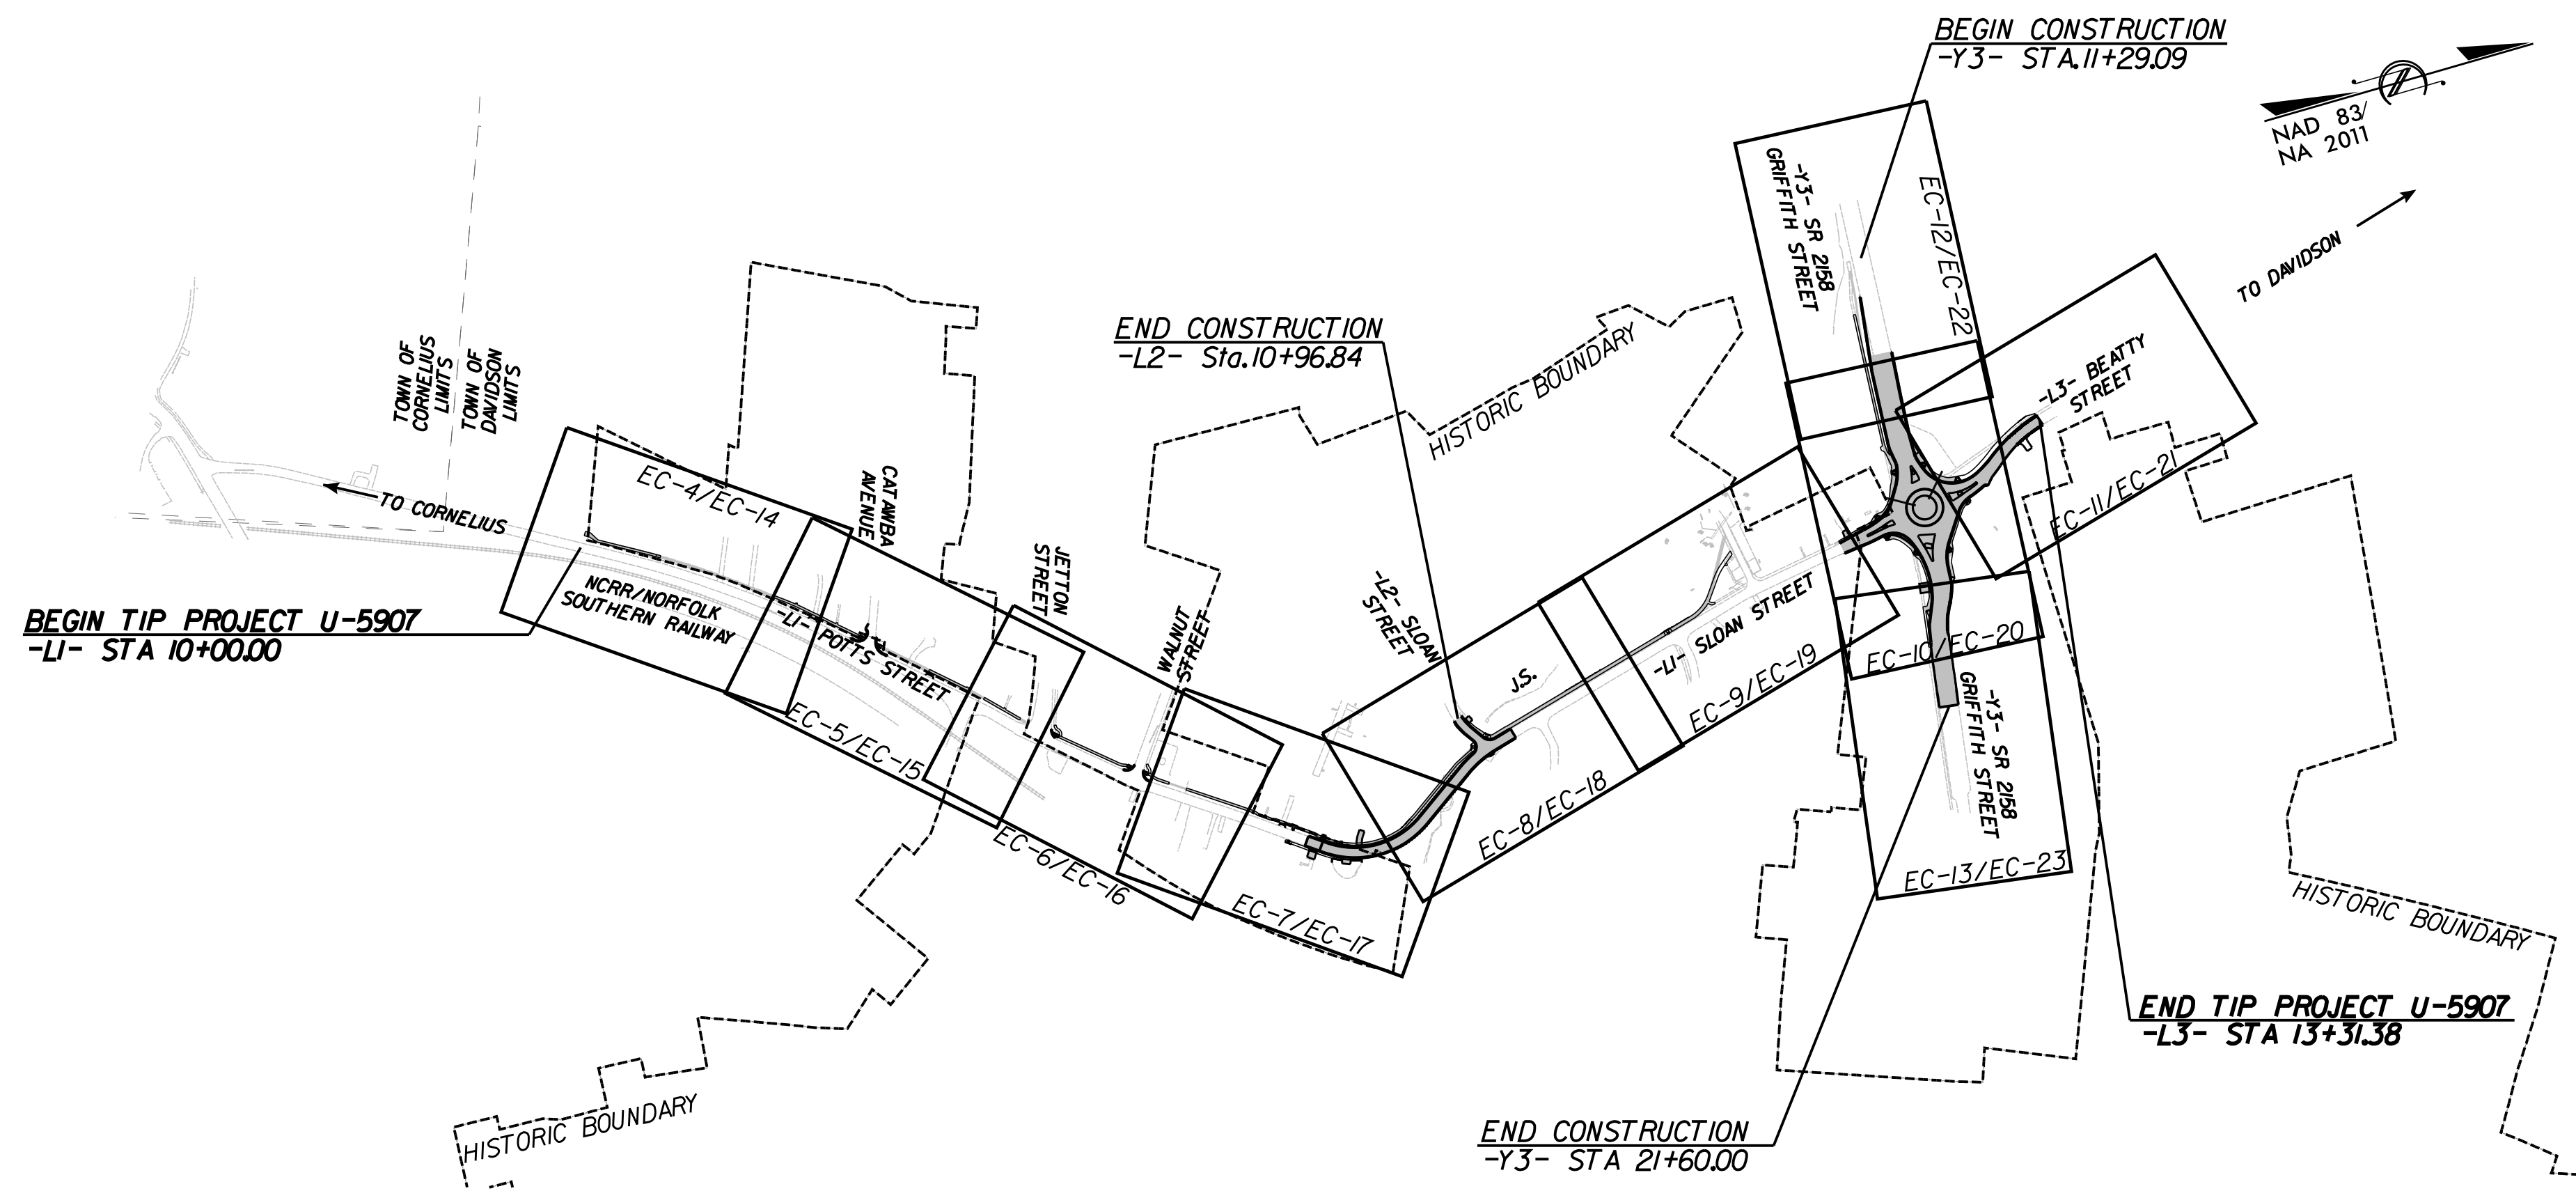 BEGIN CONSTRUCTION
-Y3- STA.11+29.09
NAD 83/
NA 2011
TO DAVIDSON
-Y3- SR 2158
GRIFFITH STREET
EC-12/EC-22
END CONSTRUCTION
-L2- Sta.10+96.84
HISTORIC BOUNDARY
-L3- BEATTY
STREET
EC-11/EC-21
TOWN OF
CORNELIUS
LIMITS
TOWN OF
DAVIDSON
LIMITS
TO CORNELIUS
EC-4/EC-14
CATAWBA
AVENUE
JETTON
STREET
WALNUT
STREET
-L2- SLOAN
STREET
J.S.
-L1- SLOAN STREET
BEGIN TIP PROJECT U-5907
-L1- STA 10+00.00
NCRR/NORFOLK
SOUTHERN RAILWAY
-L1- POTTS STREET
EC-5/EC-15
EC-6/EC-16
EC-7/EC-17
EC-8/EC-18
EC-9/EC-19
EC-10/EC-20
-Y3- SR 2158
GRIFFITH STREET
EC-13/EC-23
HISTORIC BOUNDARY
END TIP PROJECT U-5907
-L3- STA 13+31.38
HISTORIC BOUNDARY
END CONSTRUCTION
-Y3- STA 21+60.00